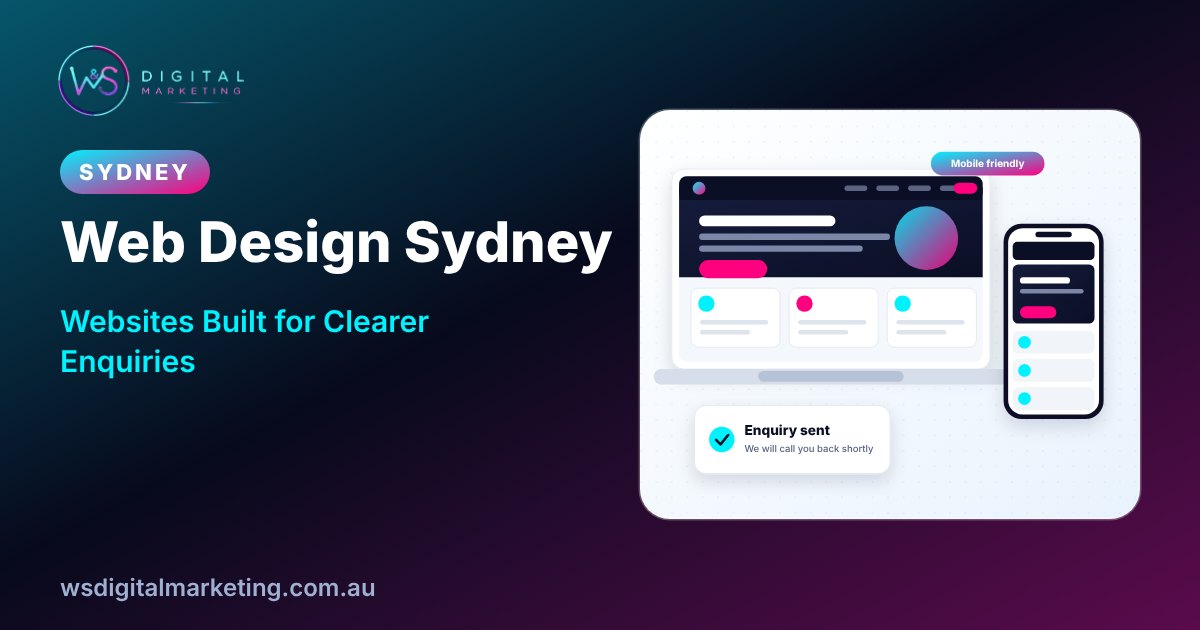 W&S DIGITAL
MARKETING
SYDNEY
Web Design Sydney
Websites Built for Clearer
Enquiries
wsdigitalmarketing.com.au
Mobile friendly
Enquiry sent
We will call you back shortly